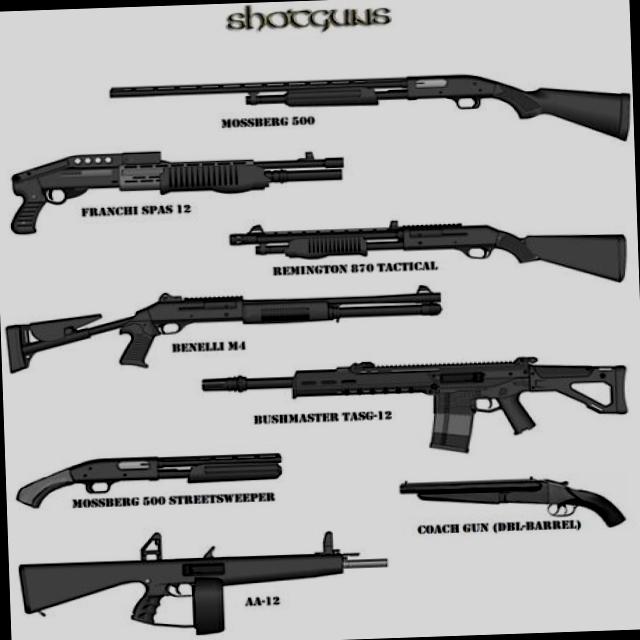 SHOTGUNS
MOSSBERG 500
FRANCHI SPAS 12
REMINGTON 870 TACTICAL
BENELLI M4
BUSHMASTER TASG-12
MOSSBERG 500 STREETSWEEPER
COACH GUN (DBL-BARREL)
AA-12